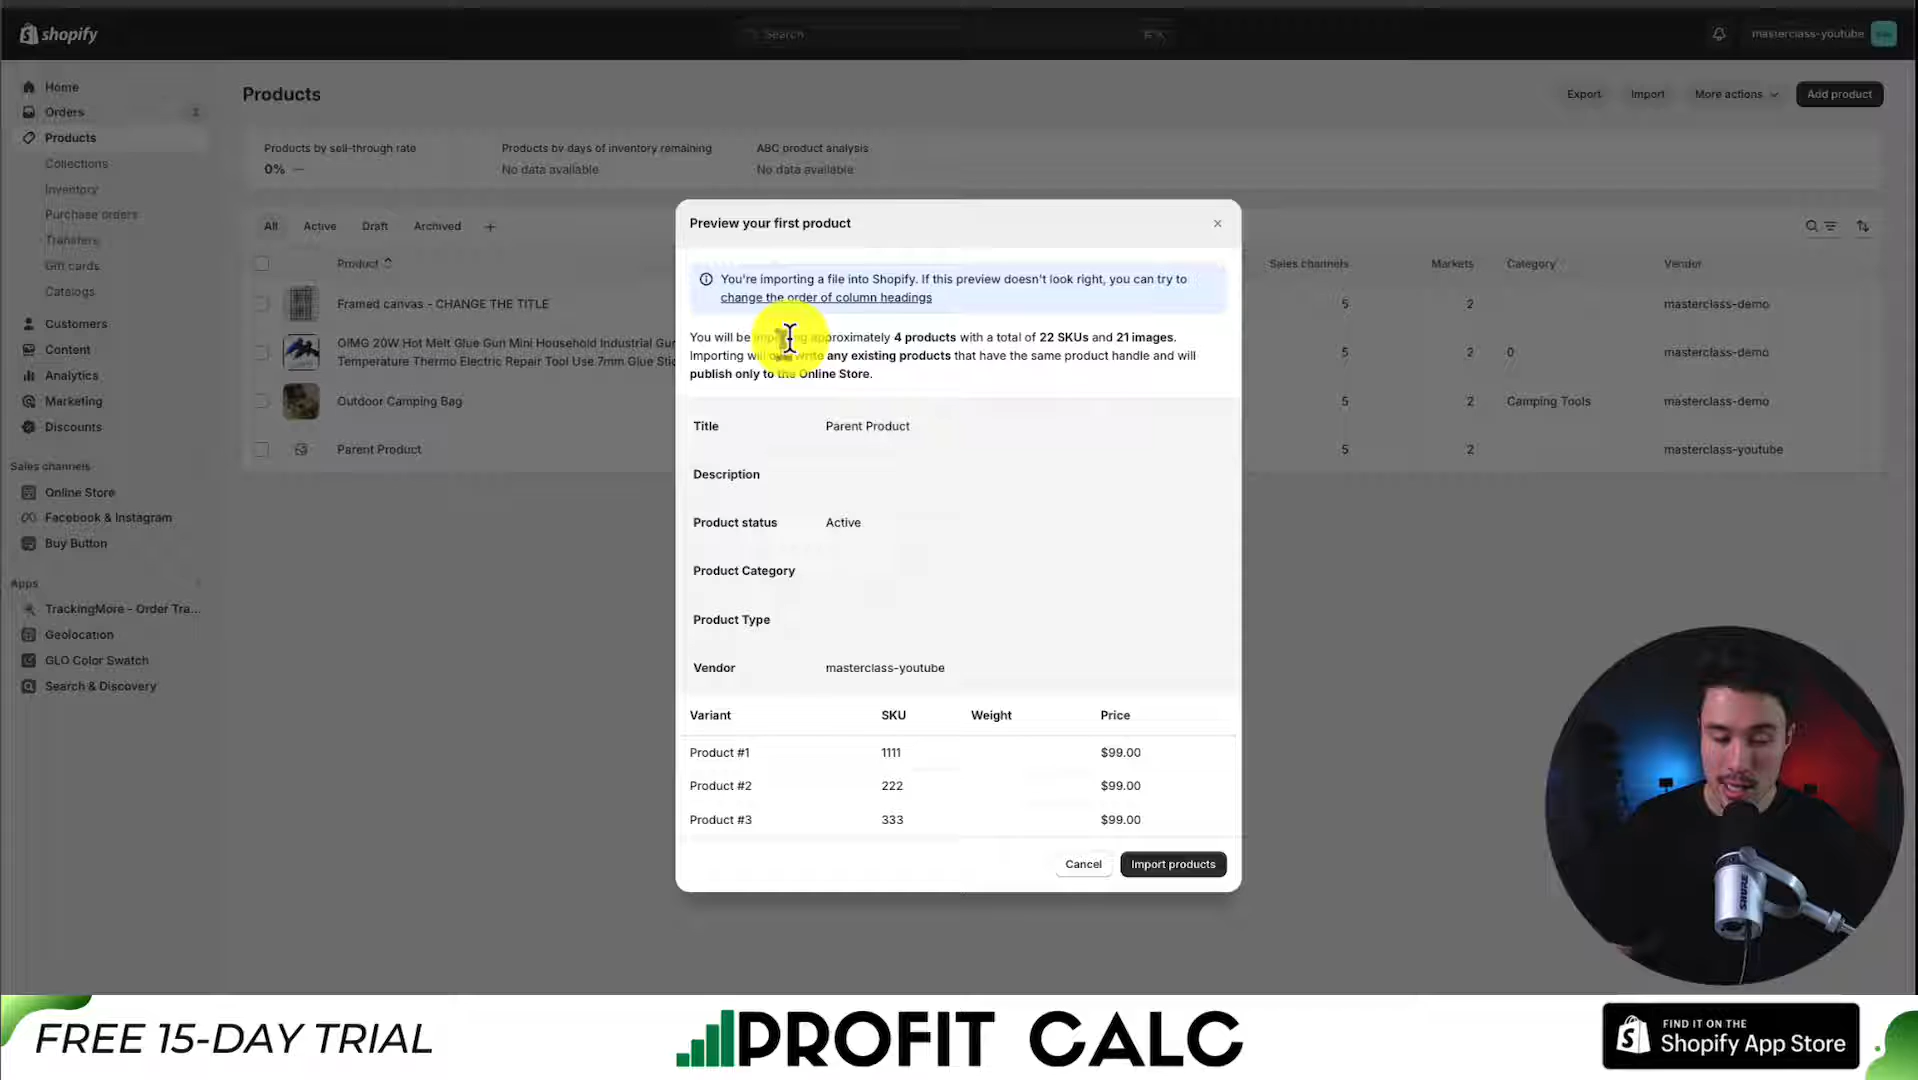 shopify
Search
masterclass-youtube
Home
Orders
Products
Collections
Inventory
Purchase orders
Transfers
Gift cards
Catalogs
Customers
Content
Analytics
Marketing
Discounts
Sales channels
Online Store
Facebook & Instagram
Buy Button
Apps
TrackingMore - Order Tra...
Geolocation
GLO Color Swatch
Search & Discovery
Products
Export Import More actions Add product
Products by sell-through rate Products by days of inventory remaining ABC product analysis
0% — No data available No data available
All Active Draft Archived +
Product Sales channels Markets Category Vendor
Framed canvas - CHANGE THE TITLE 5 2 masterclass-demo
OIMG 20W Hot Melt Glue Gun Mini Household Industrial Gun
Temperature Thermo Electric Repair Tool Use 7mm Glue Stic 5 2 0 masterclass-demo
Outdoor Camping Bag 5 2 Camping Tools masterclass-demo
Parent Product 5 2 masterclass-youtube
Preview your first product
You're importing a file into Shopify. If this preview doesn't look right, you can try to
change the order of column headings
You will be importing approximately 4 products with a total of 22 SKUs and 21 images.
Importing will overwrite any existing products that have the same product handle and will
publish only to the Online Store.
Title Parent Product
Description
Product status Active
Product Category
Product Type
Vendor masterclass-youtube
Variant SKU Weight Price
Product #1 1111 $99.00
Product #2 222 $99.00
Product #3 333 $99.00
Cancel Import products
SHURE
FREE 15-DAY TRIAL
PROFIT CALC
FIND IT ON THE
Shopify App Store